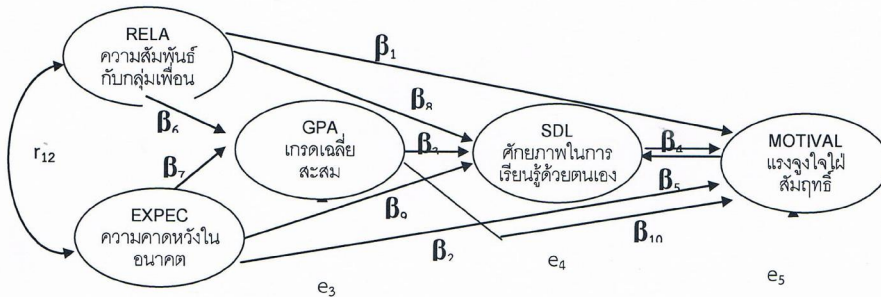 RELA
ความสัมพันธ์
กับกลุ่มเพื่อน
β₁
β₈
β₆
r₁₂
GPA
เกรดเฉลี่ย
สะสม
β₃
SDL
ศักยภาพในการ
เรียนรู้ด้วยตนเอง
β₄
MOTIVAL
แรงจูงใจใฝ่
สัมฤทธิ์
β₇
β₅
β₉
EXPEC
ความคาดหวังใน
อนาคต
β₂
β₁₀
e₃
e₄
e₅